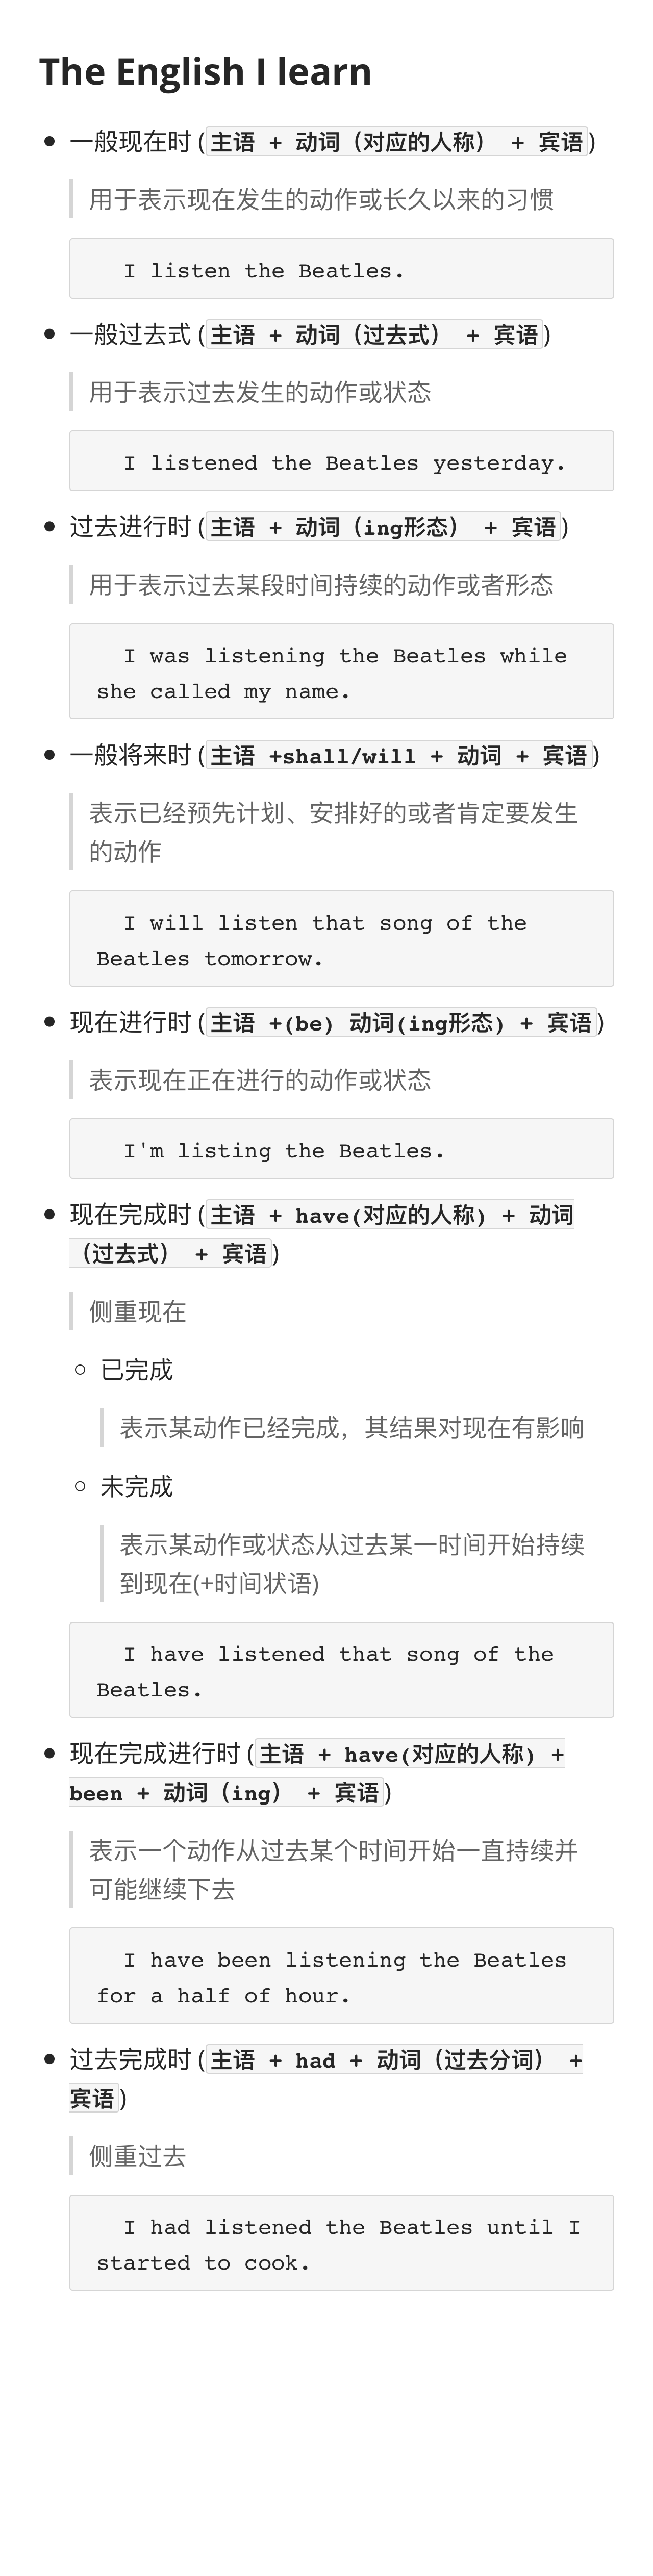 The English I learn
• 一般现在时 (主语 + 动词（对应的人称） + 宾语)
用于表示现在发生的动作或长久以来的习惯
I listen the Beatles.
• 一般过去式 (主语 + 动词（过去式） + 宾语)
用于表示过去发生的动作或状态
I listened the Beatles yesterday.
• 过去进行时 (主语 + 动词（ing形态） + 宾语)
用于表示过去某段时间持续的动作或者形态
I was listening the Beatles while
she called my name.
• 一般将来时 (主语 +shall/will + 动词 + 宾语)
表示已经预先计划、安排好的或者肯定要发生
的动作
I will listen that song of the
Beatles tomorrow.
• 现在进行时 (主语 +(be) 动词(ing形态) + 宾语)
表示现在正在进行的动作或状态
I'm listing the Beatles.
• 现在完成时 (主语 + have(对应的人称) + 动词
（过去式） + 宾语)
侧重现在
○ 已完成
表示某动作已经完成，其结果对现在有影响
○ 未完成
表示某动作或状态从过去某一时间开始持续
到现在(+时间状语)
I have listened that song of the
Beatles.
• 现在完成进行时 (主语 + have(对应的人称) +
been + 动词（ing） + 宾语)
表示一个动作从过去某个时间开始一直持续并
可能继续下去
I have been listening the Beatles
for a half of hour.
• 过去完成时 (主语 + had + 动词（过去分词） +
宾语)
侧重过去
I had listened the Beatles until I
started to cook.